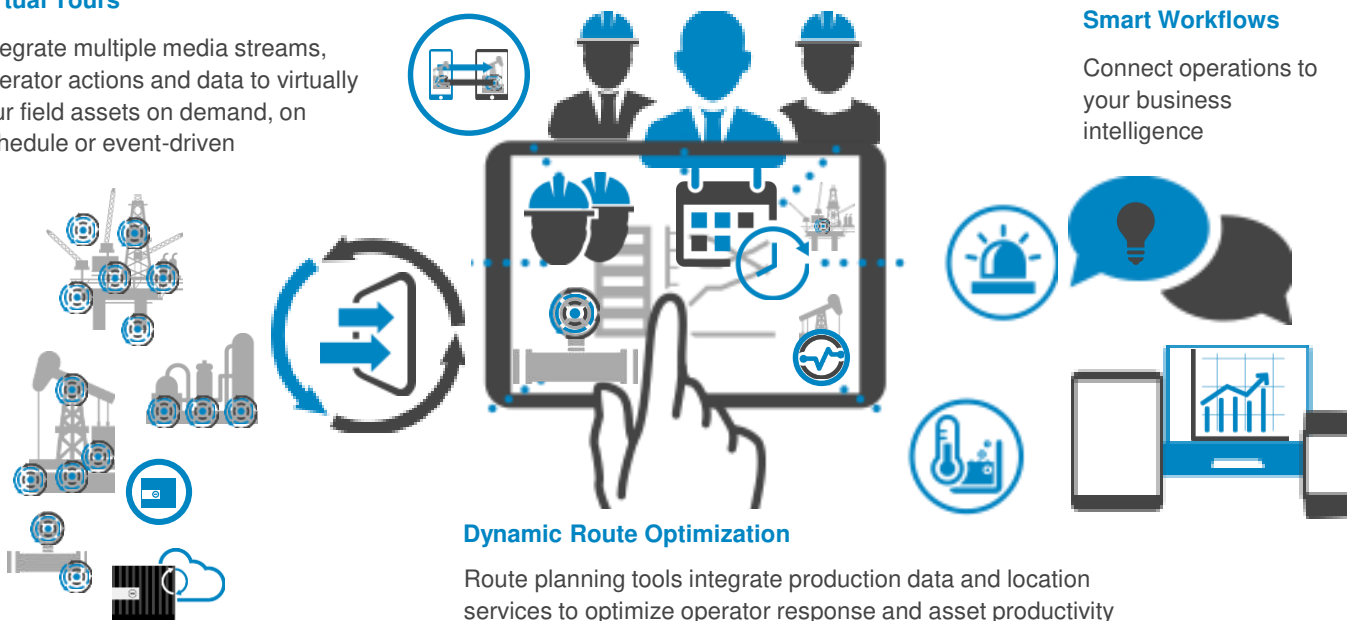 tual Tours
tegrate multiple media streams,
erator actions and data to virtually
ur field assets on demand, on
hedule or event-driven
Smart Workflows
Connect operations to
your business
intelligence
Dynamic Route Optimization
Route planning tools integrate production data and location
services to optimize operator response and asset productivity